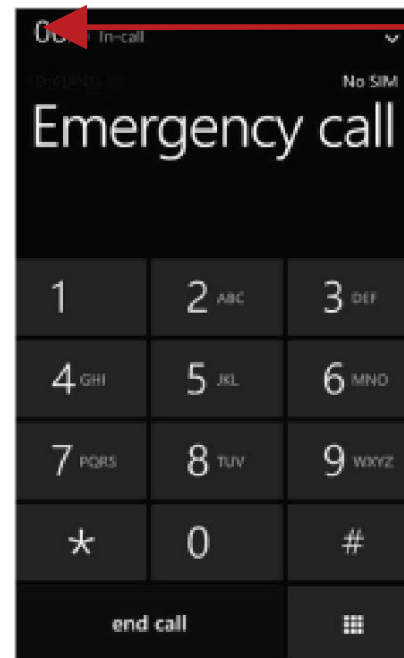 In-call
No SIM
Emergency call
1 2 ABC 3 DEF
4 GHI 5 JKL 6 MNO
7 PQRS 8 TUV 9 WXYZ
* 0 #
end call